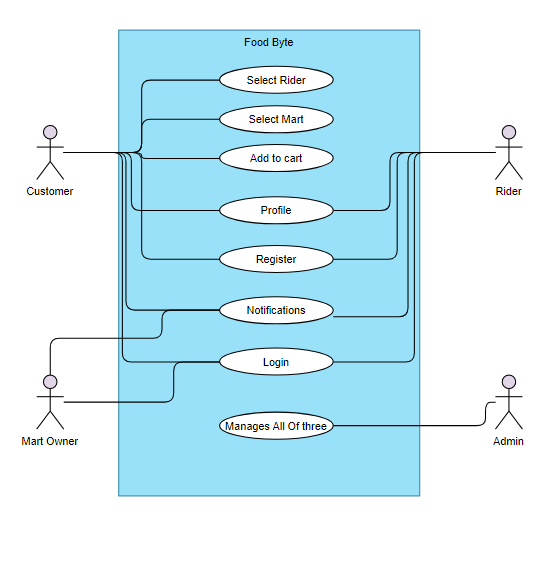 Food Byte
Select Rider
Select Mart
Add to cart
Customer
Rider
Profile
Register
Notifications
Login
Mart Owner
Manages All Of three
Admin